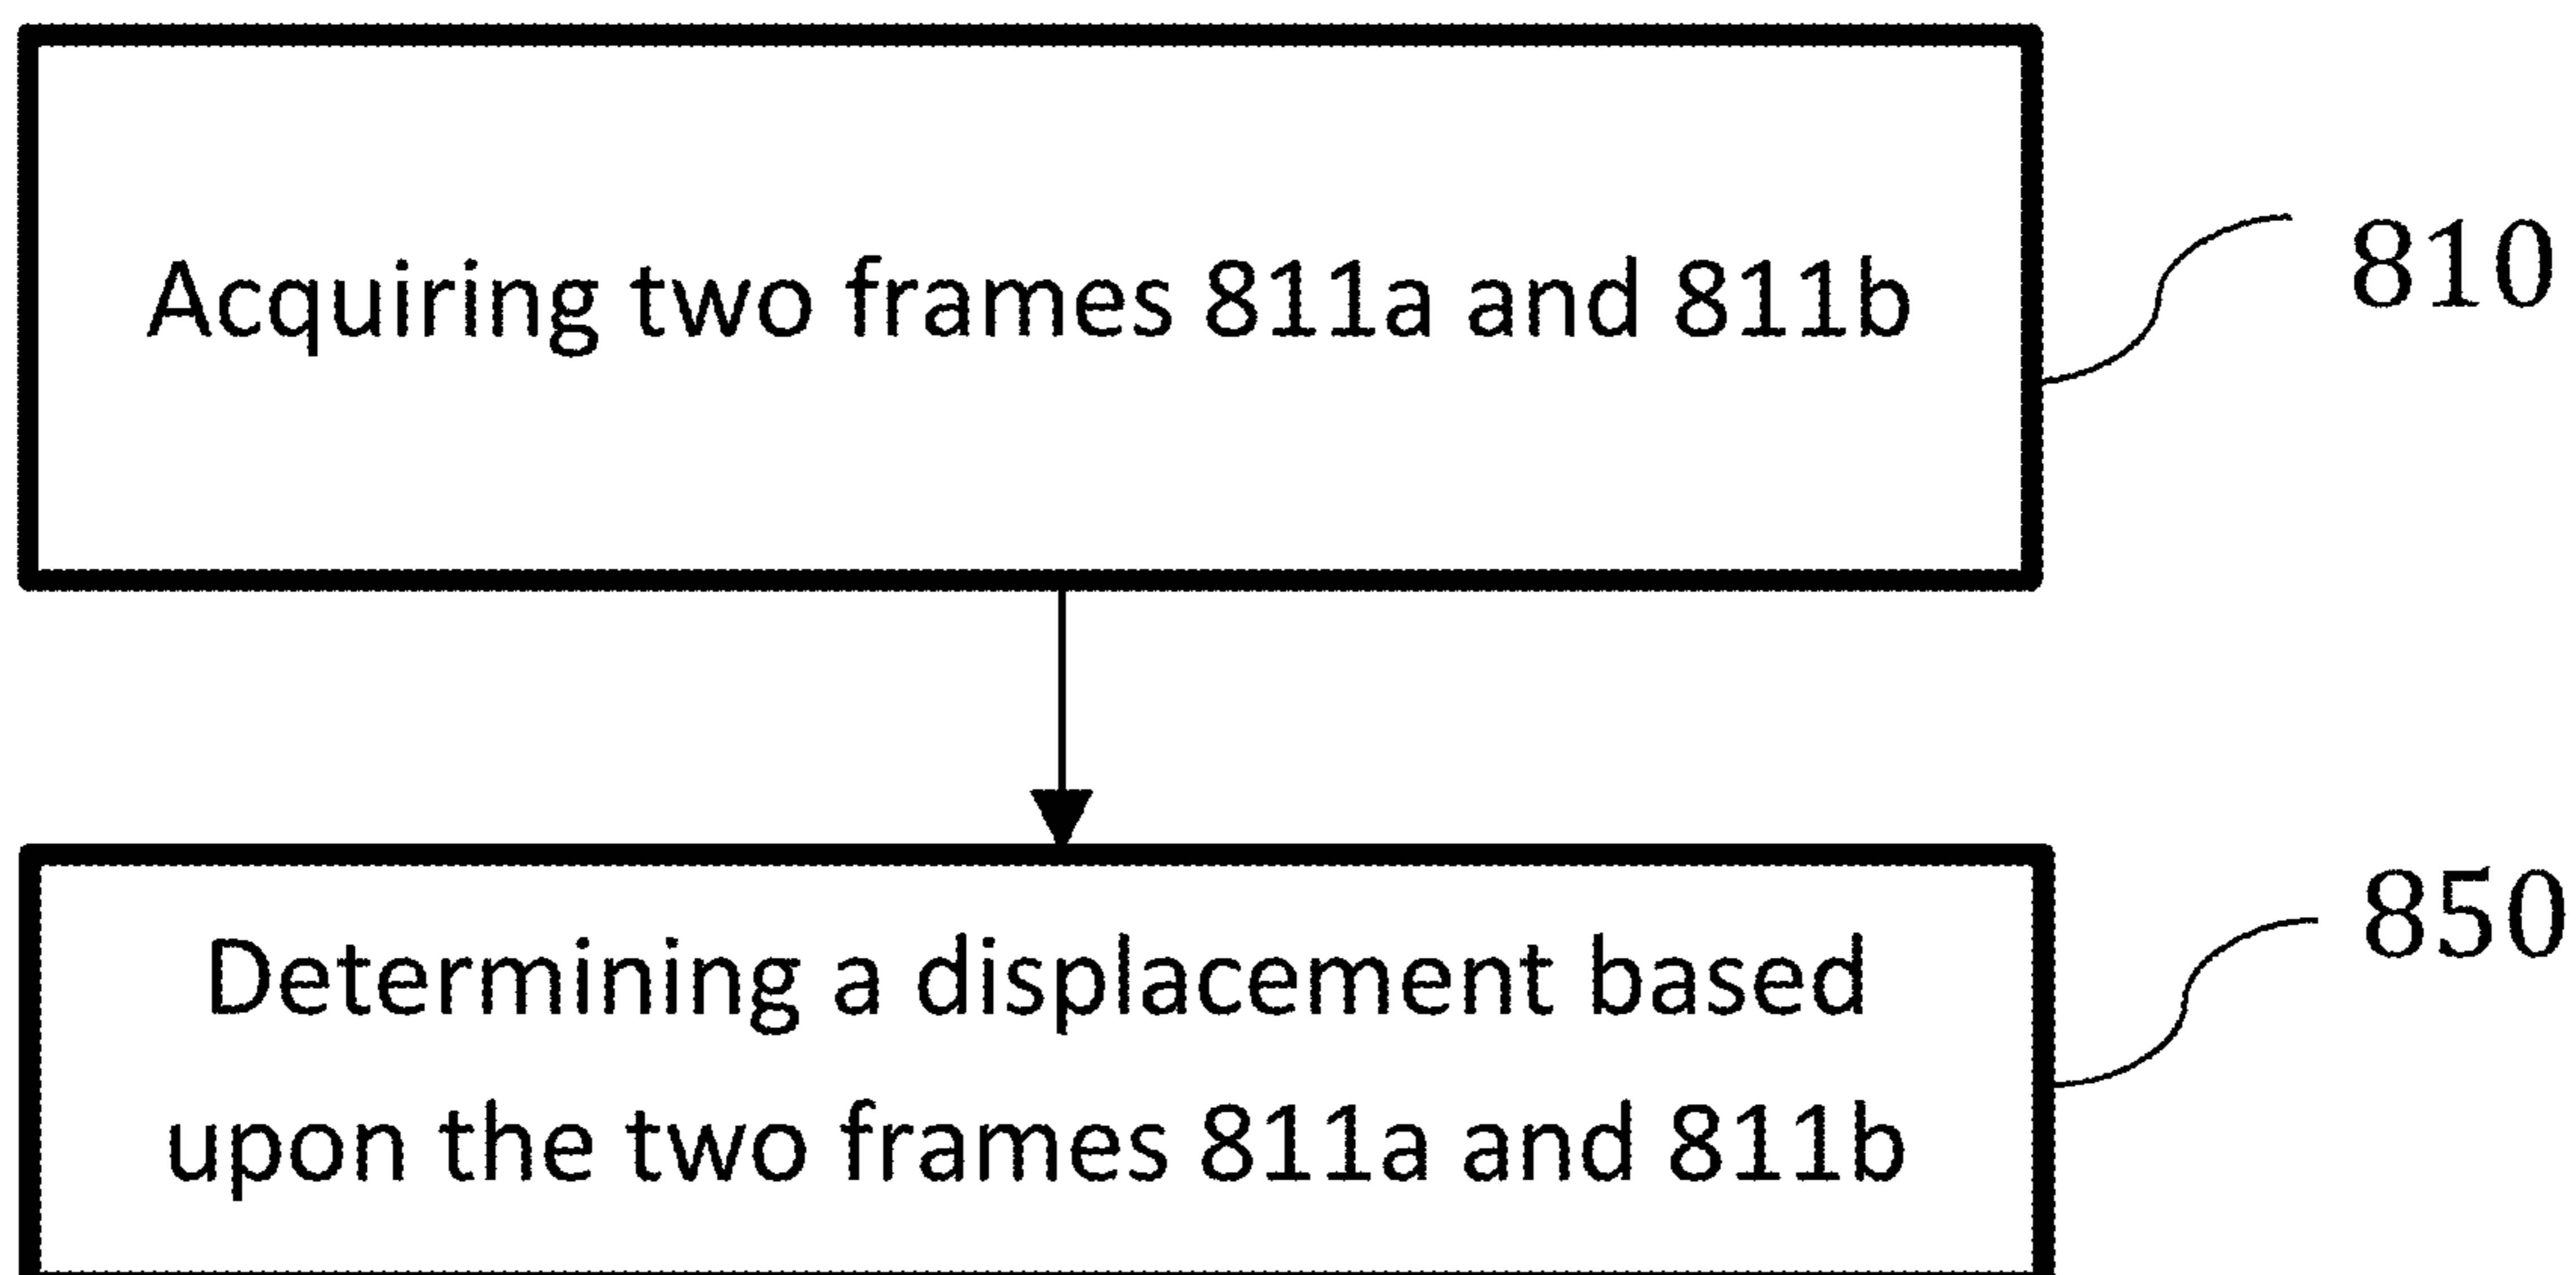 Acquiring two frames 811a and 811b
810
850
Determining a displacement based
upon the two frames 811a and 811b